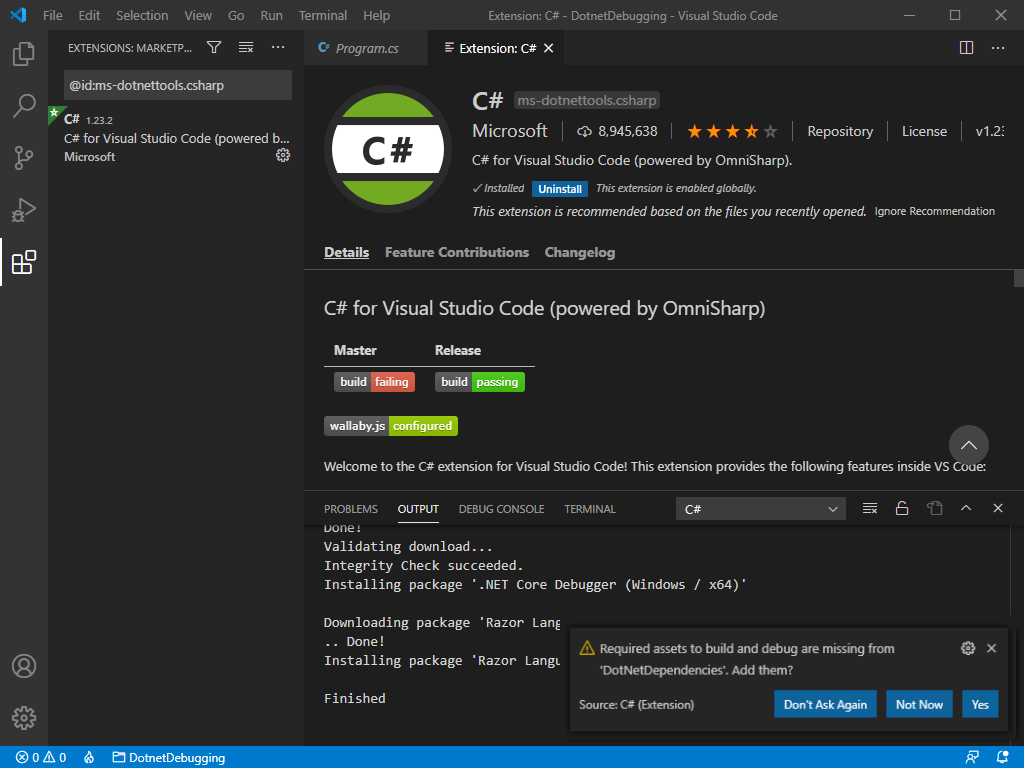 File Edit Selection View Go Run Terminal Help Extension: C# - DotnetDebugging - Visual Studio Code
EXTENSIONS: MARKETP...
Program.cs
Extension: C#
@id:ms-dotnettools.csharp
C# 1.23.2
C# for Visual Studio Code (powered b...
Microsoft
C#
C# ms-dotnettools.csharp
Microsoft 8,945,638 Repository License v1.23
C# for Visual Studio Code (powered by OmniSharp).
✓Installed Uninstall This extension is enabled globally.
This extension is recommended based on the files you recently opened. Ignore Recommendation
Details Feature Contributions Changelog
C# for Visual Studio Code (powered by OmniSharp)
Master Release
build failing build passing
wallaby.js configured
Welcome to the C# extension for Visual Studio Code! This extension provides the following features inside VS Code:
PROBLEMS OUTPUT DEBUG CONSOLE TERMINAL C#
Done!
Validating download...
Integrity Check succeeded.
Installing package '.NET Core Debugger (Windows / x64)'
Downloading package 'Razor Lang
.. Done!
Installing package 'Razor Langu
Finished
Required assets to build and debug are missing from
'DotNetDependencies'. Add them?
Source: C# (Extension) Don't Ask Again Not Now Yes
0 0 DotnetDebugging